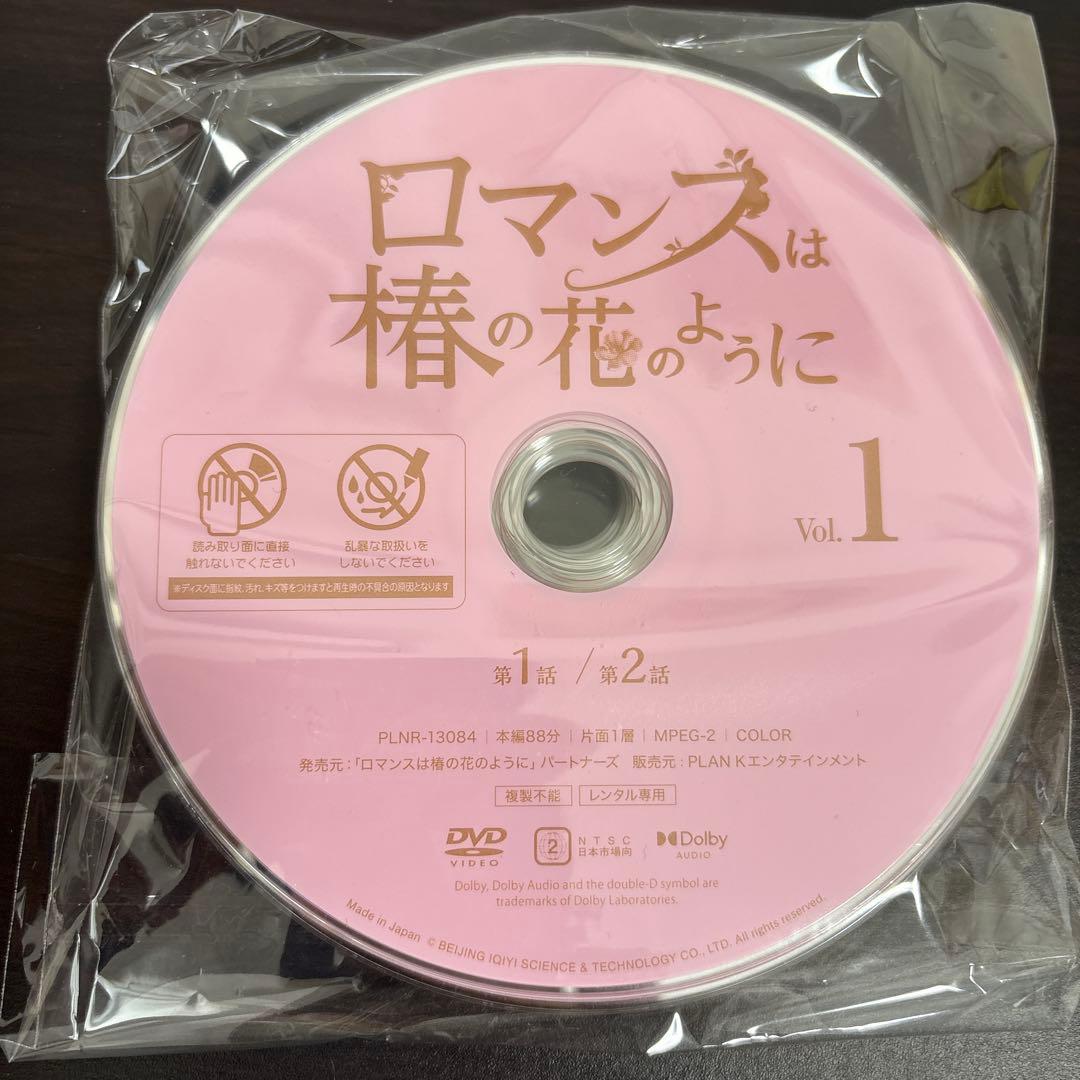 ロマンスは
椿の花のように
Vol. 1
読み取り面に直接
触れないでください
乱暴な取扱いを
しないでください
※ディスク面に指紋、汚れ、キズ等をつけますと再生時の不具合の原因となります
第1話 / 第2話
PLNR-13084 | 本編88分 | 片面1層 | MPEG-2 | COLOR
発売元:「ロマンスは椿の花のように」パートナーズ 販売元:PLAN Kエンタテインメント
複製不能 レンタル専用
DVD
VIDEO
2
NTSC
日本市場向
Dolby
AUDIO
Dolby, Dolby Audio and the double-D symbol are
trademarks of Dolby Laboratories.
Made in Japan © BEIJING IQIYI SCIENCE & TECHNOLOGY CO., LTD. All rights reserved.